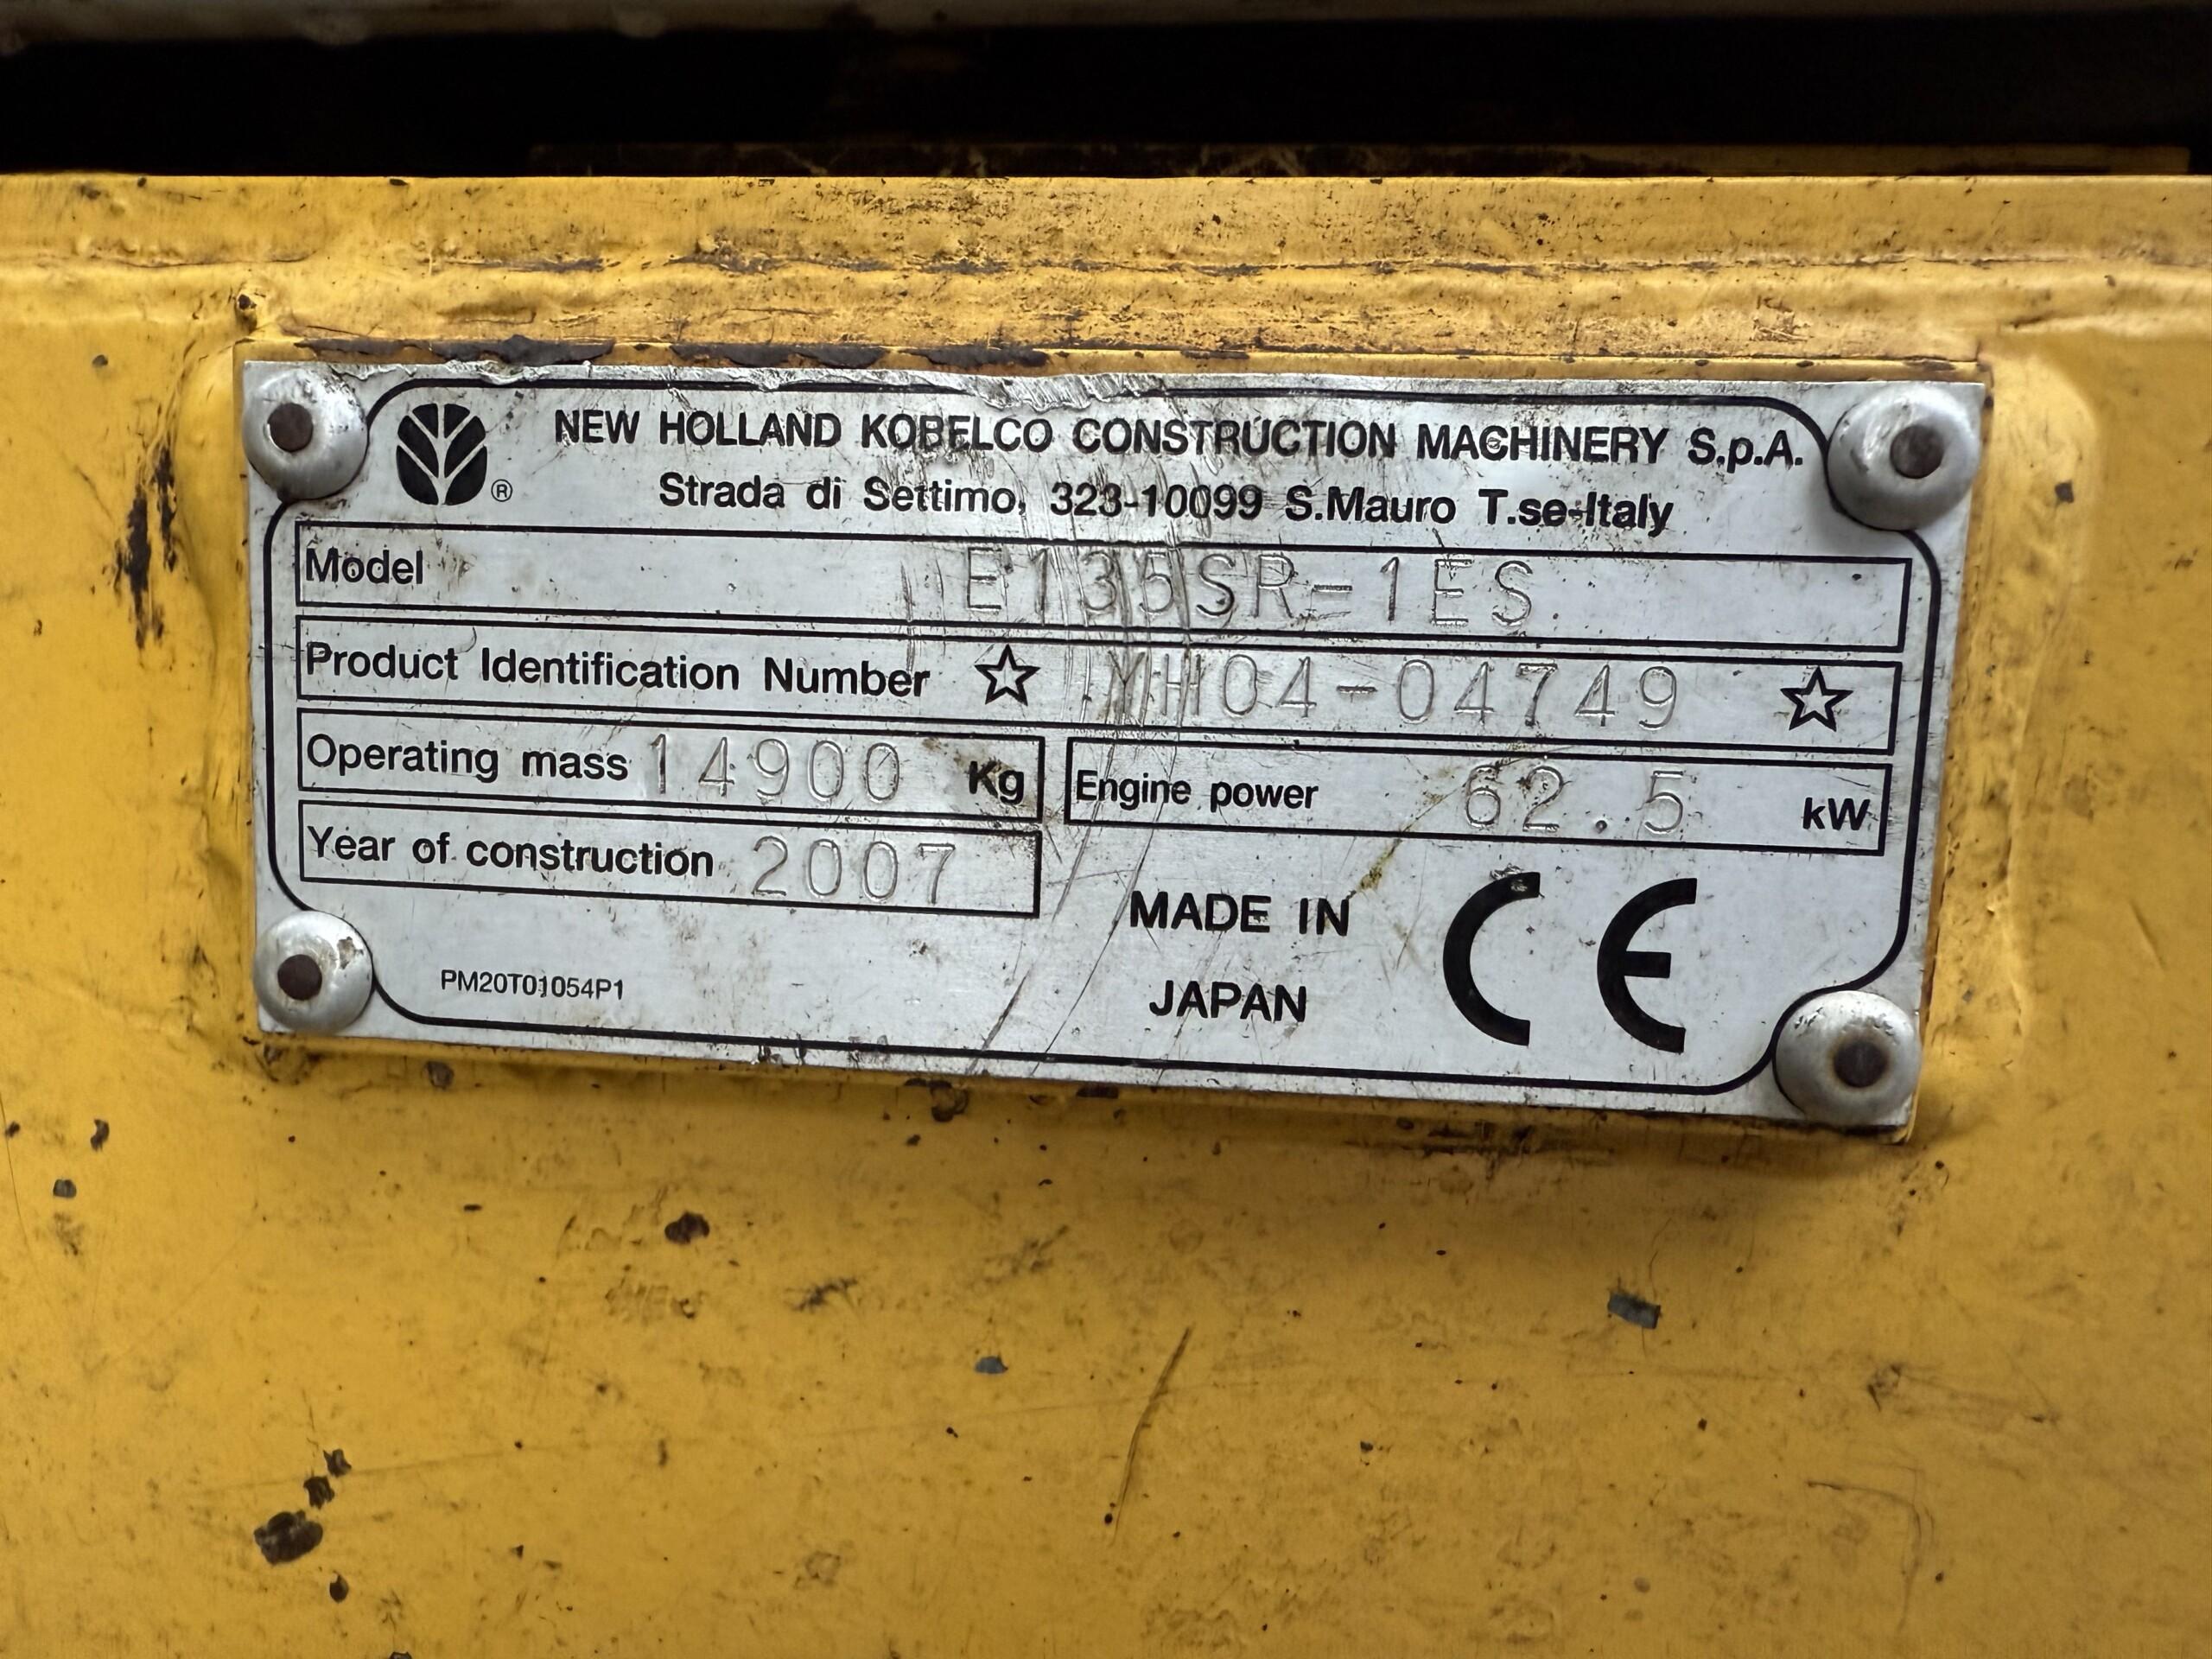 NEW HOLLAND KOBELCO CONSTRUCTION MACHINERY S.p.A.
®
Strada di Settimo, 323-10099 S.Mauro T.se-Italy
Model E135SR-1ES
Product Identification Number ☆ YH04-04749 ☆
Operating mass 14900 Kg Engine power 62.5 kW
Year of construction 2007
MADE IN
JAPAN
CE
PM20T01054P1